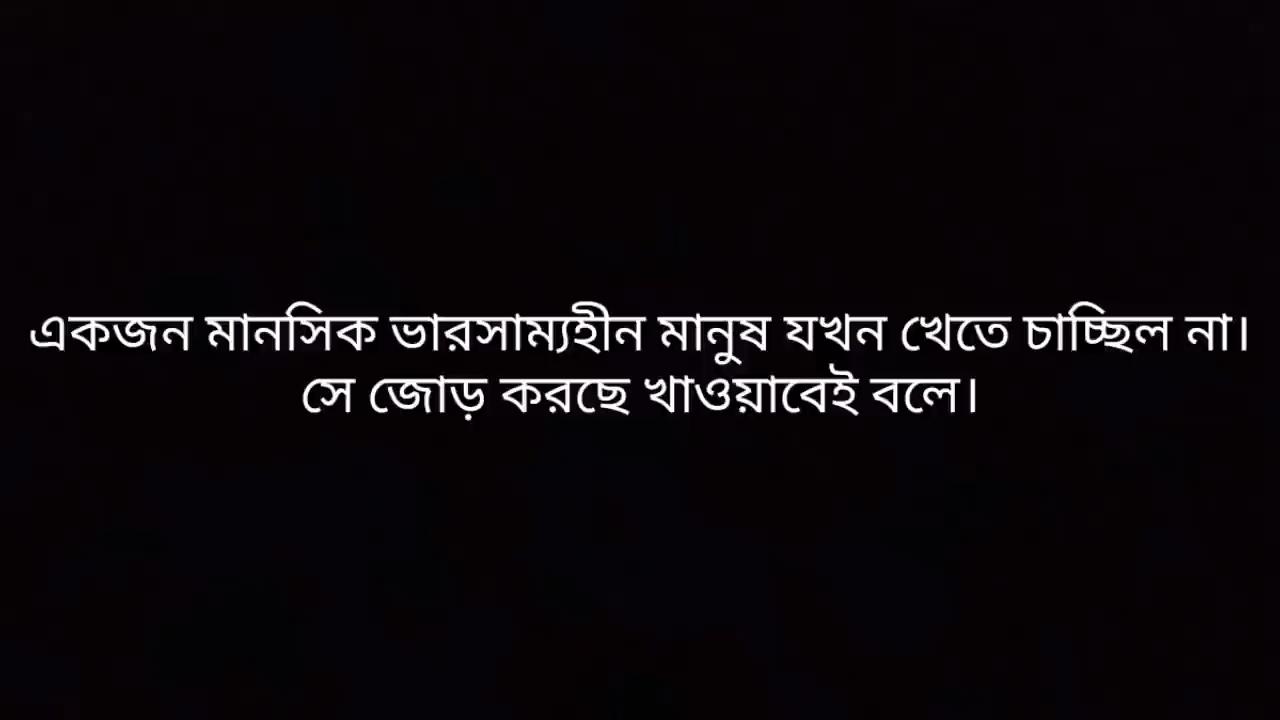 একজন মানসিক ভারসাম্যহীন মানুষ যখন খেতে চাচ্ছিল না।
সে জোড় করছে খাওয়াবেই বলে।